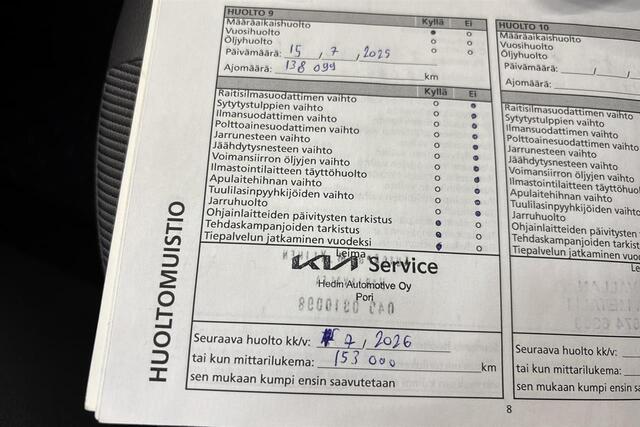 HUOLTO 9
Kyllä Ei
Määräaikaishuolto
Vuosihuolto
Öljyhuolto
Päivämäärä: 15 , 7 , 2025
Ajomäärä: 138 099 km
Kyllä Ei
Raitisilmasuodattimen vaihto
Sytytystulppien vaihto
Ilmansuodattimen vaihto
Polttoainesuodattimen vaihto
Jarrunesteen vaihto
Jäähdytysnesteen vaihto
Voimansiirron öljyjen vaihto
Ilmastointilaitteen täyttöhuolto
Apulaitehihnan vaihto
Tuulilasinpyyhkijöiden vaihto
Jarruhuolto
Ohjainlaitteiden päivitysten tarkistus
Tehdaskampanjoiden tarkistus
Tiepalvelun jatkaminen vuodeksi
Leima
KIA Service
Hedin Automotive Oy
Pori
Seuraava huolto kk/v: 7 , 2026
tai kun mittarilukema: 153 000 km
sen mukaan kumpi ensin saavutetaan
HUOLTOMUISTIO
8
HUOLTO 10
Määräaikaishuolto
Vuosihuolto
Öljyhuolto
Päivämäärä: / /
Ajomäärä:
Raitisilmasuodattimen
Sytytystulppien vaihto
Ilmansuodattimen vaihto
Polttoainesuodattimen
Jarrunesteen vaihto
Jäähdytysnesteen vaihto
Voimansiirron öljyjen
Ilmastointilaitteen täyttöhuolto
Apulaitehihnan vaihto
Tuulilasinpyyhkijöiden
Jarruhuolto
Ohjainlaitteiden päivitysten
Tehdaskampanjoiden
Tiepalvelun jatkaminen
Seuraava huolto kk/v:
tai kun mittarilukema:
sen mukaan kumpi ensin